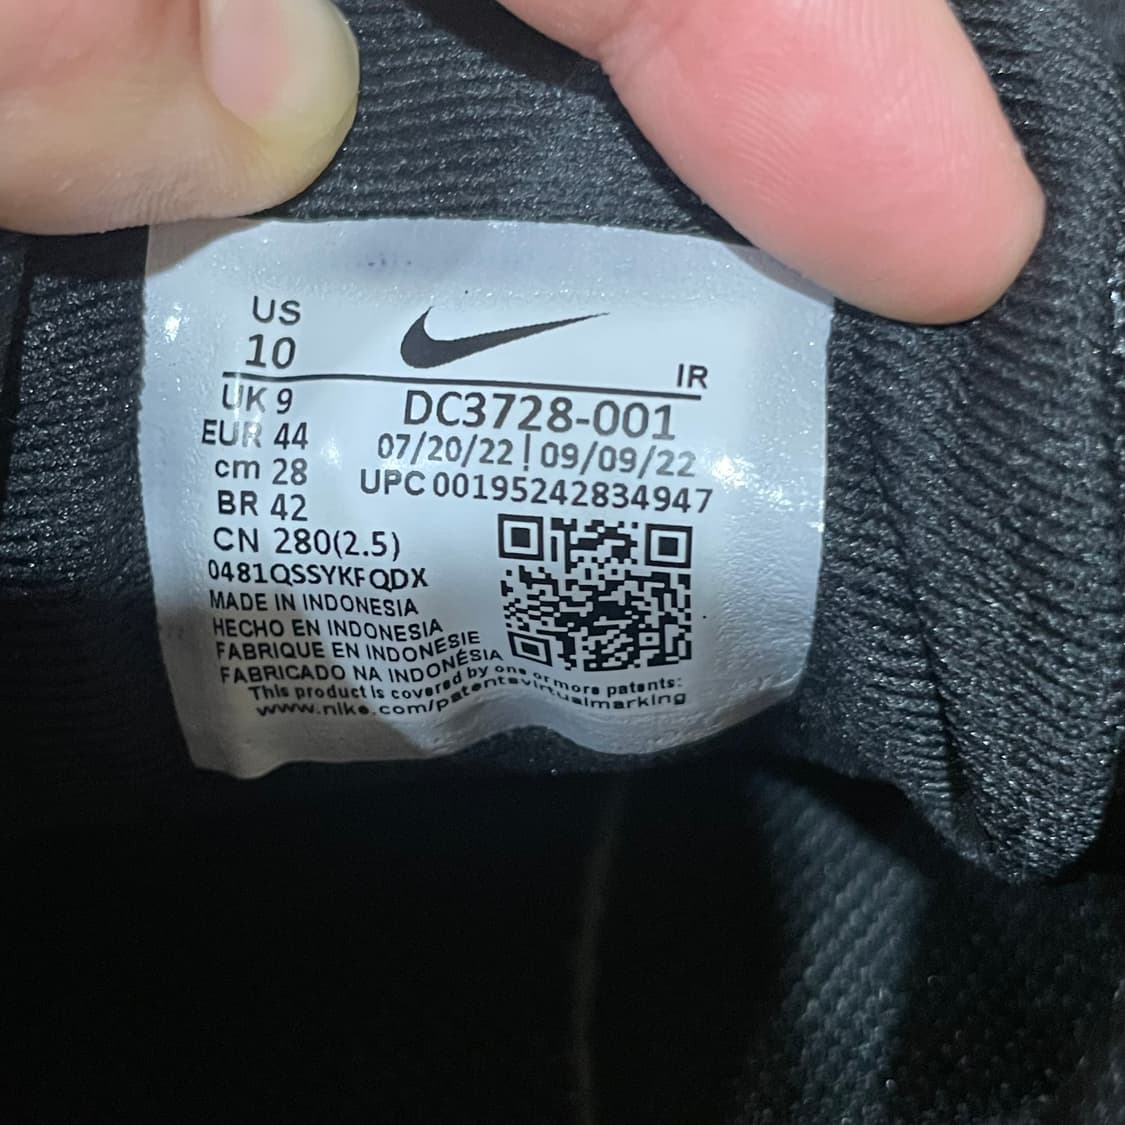 US
10
IR
UK 9
EUR 44
cm 28
BR 42
CN 280(2.5)
DC3728-001
07/20/22 | 09/09/22
UPC 00195242834947
0481QSSYKFQDX
MADE IN INDONESIA
HECHO EN INDONESIA
FABRIQUE EN INDONESIE
FABRICADO NA INDONÉSIA
This product is covered by one or more patents:
www.nike.com/patentsvirtualmarking